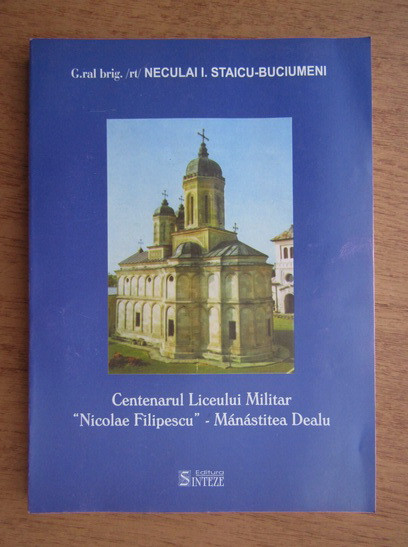 G.ral brig. /rt/ NECULAI I. STAICU-BUCIUMENI
Centenarul Liceului Militar
“Nicolae Filipescu” - Mánástitea Dealu
Editura
SINTEZE